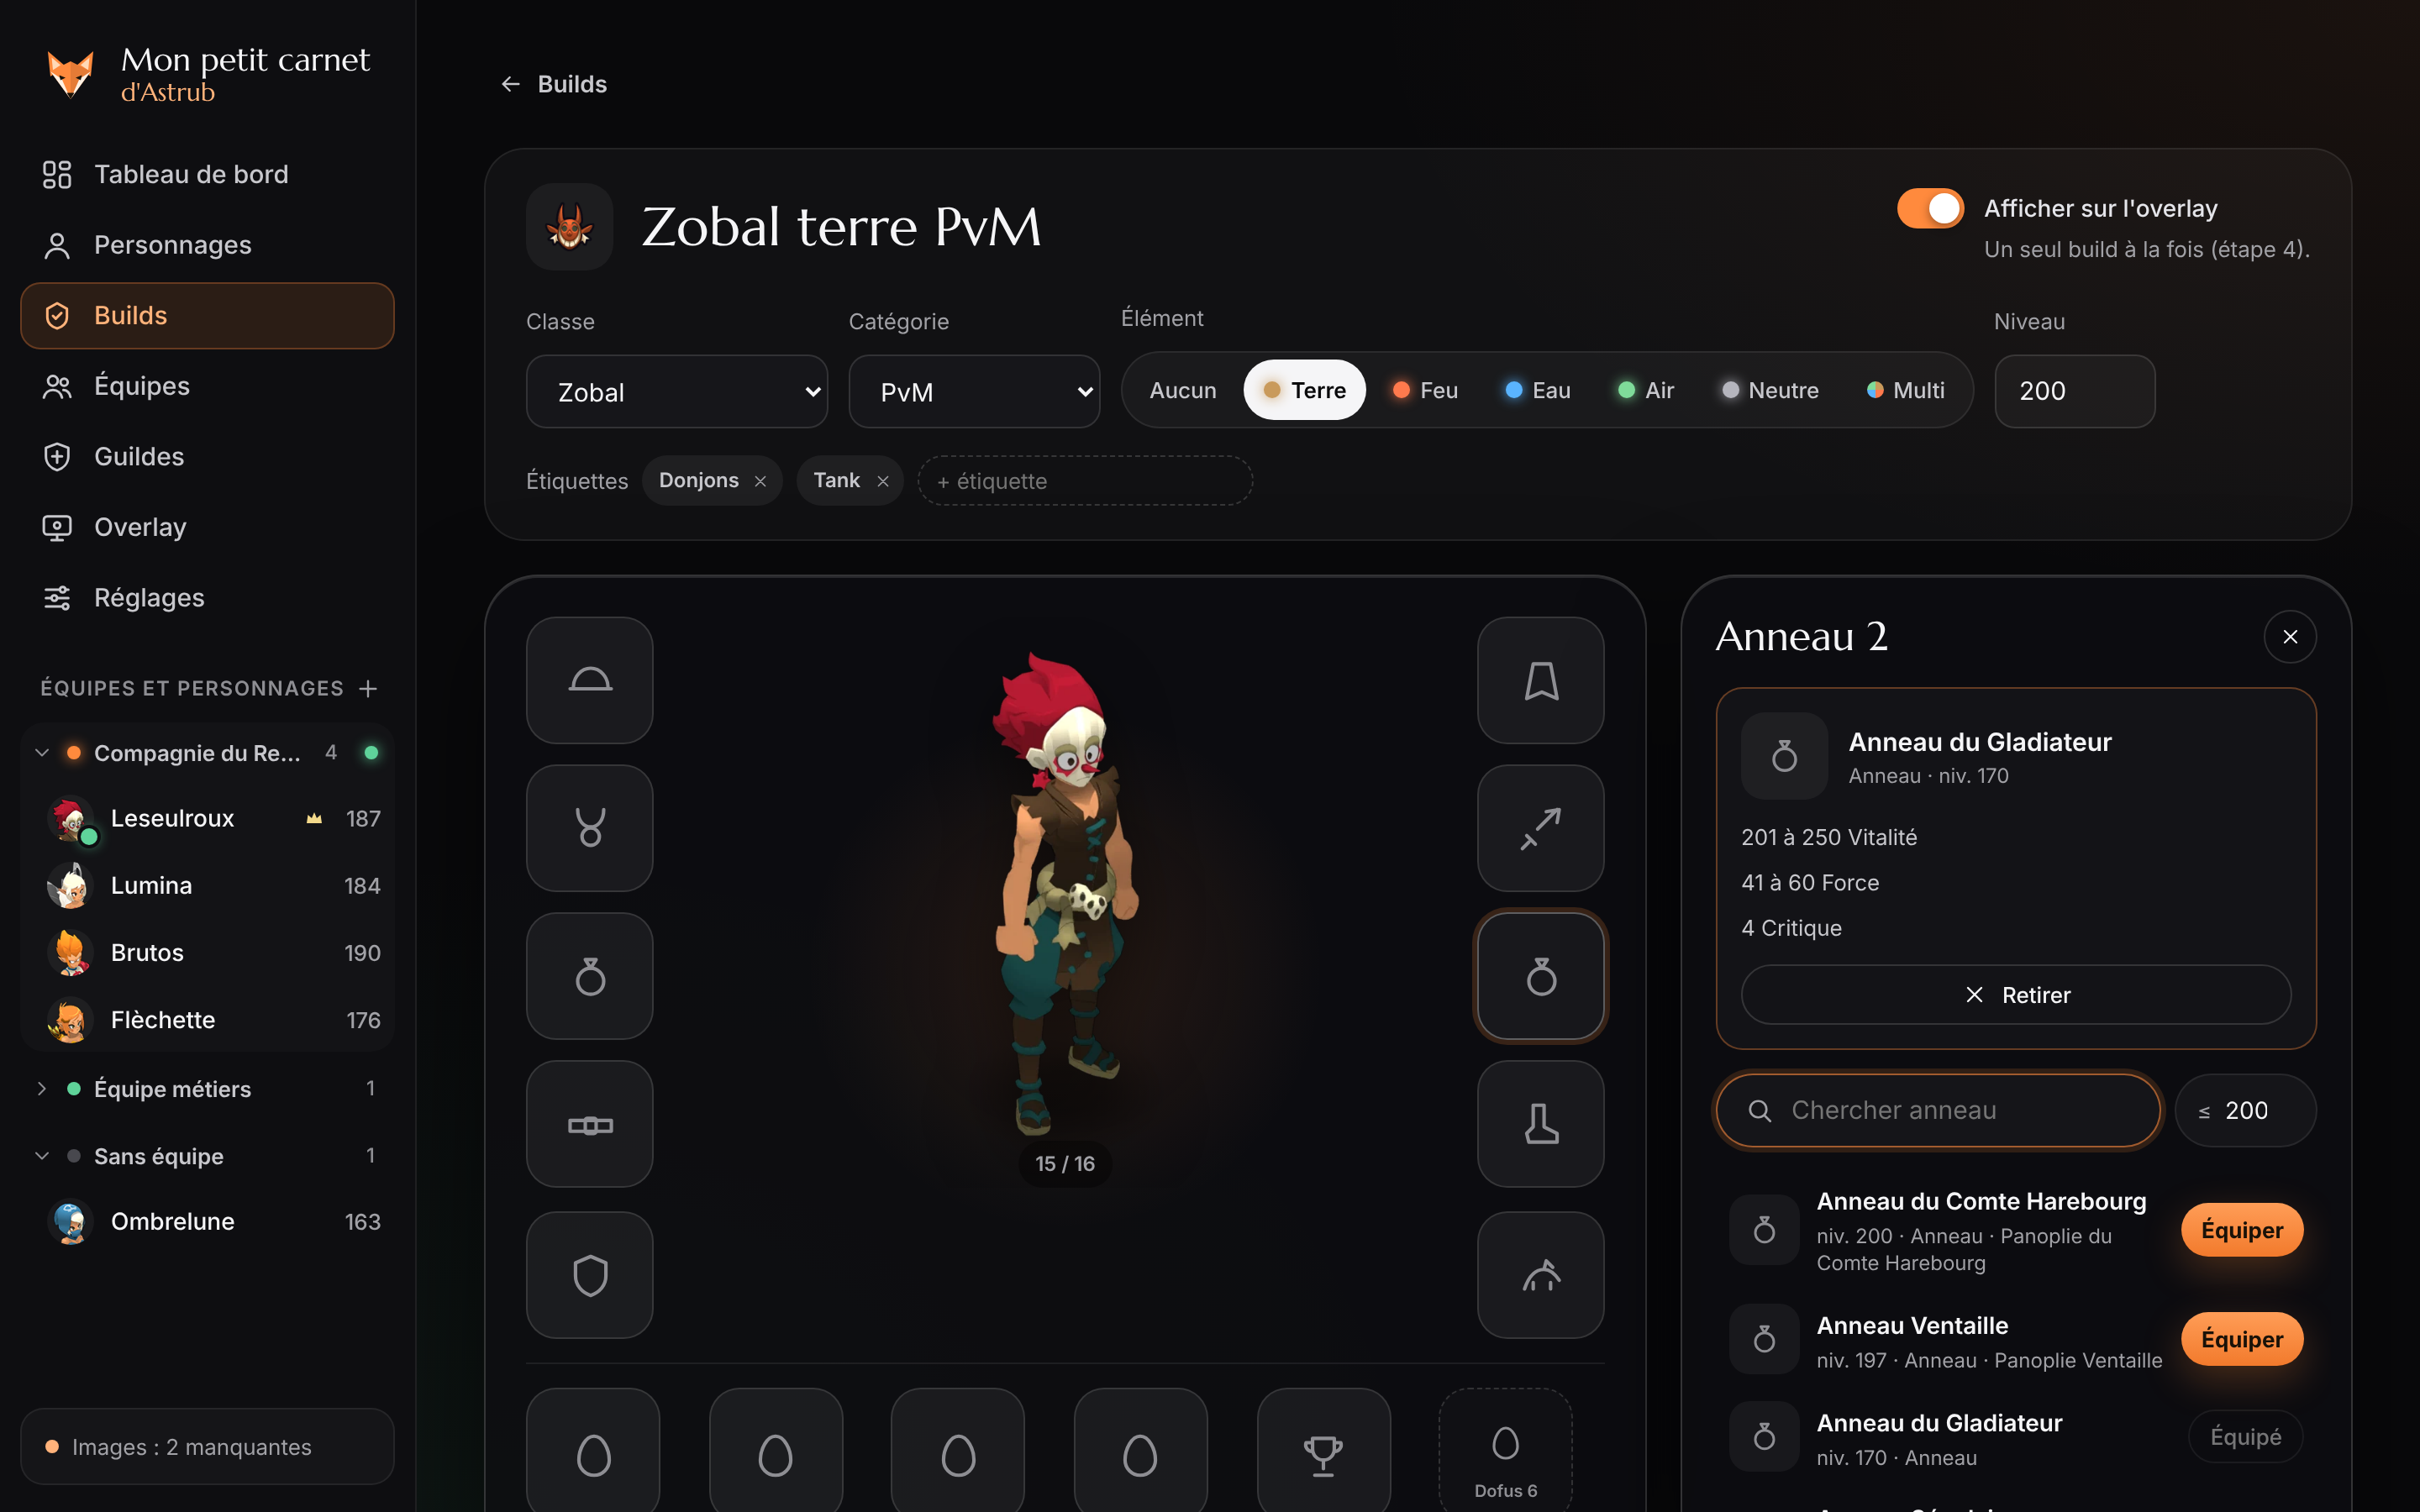 Mon petit carnet
d'Astrub
Tableau de bord
Personnages
Builds
Équipes
Guildes
Overlay
Réglages
ÉQUIPES ET PERSONNAGES
Compagnie du Re... 4
Leseulroux 187
Lumina 184
Brutos 190
Flèchette 176
Équipe métiers 1
Sans équipe 1
Ombrelune 163
Images : 2 manquantes
Builds
Zobal terre PvM
Afficher sur l'overlay
Un seul build à la fois (étape 4).
Classe Catégorie Élément Niveau
Zobal PvM Aucun Terre Feu Eau Air Neutre Multi 200
Étiquettes Donjons × Tank × + étiquette
15 / 16
Dofus 6
Anneau 2
Anneau du Gladiateur
Anneau · niv. 170
201 à 250 Vitalité
41 à 60 Force
4 Critique
Retirer
Chercher anneau ≤ 200
Anneau du Comte Harebourg
niv. 200 · Anneau · Panoplie du
Comte Harebourg
Équiper
Anneau Ventaille
niv. 197 · Anneau · Panoplie Ventaille
Équiper
Anneau du Gladiateur
niv. 170 · Anneau
Équipé